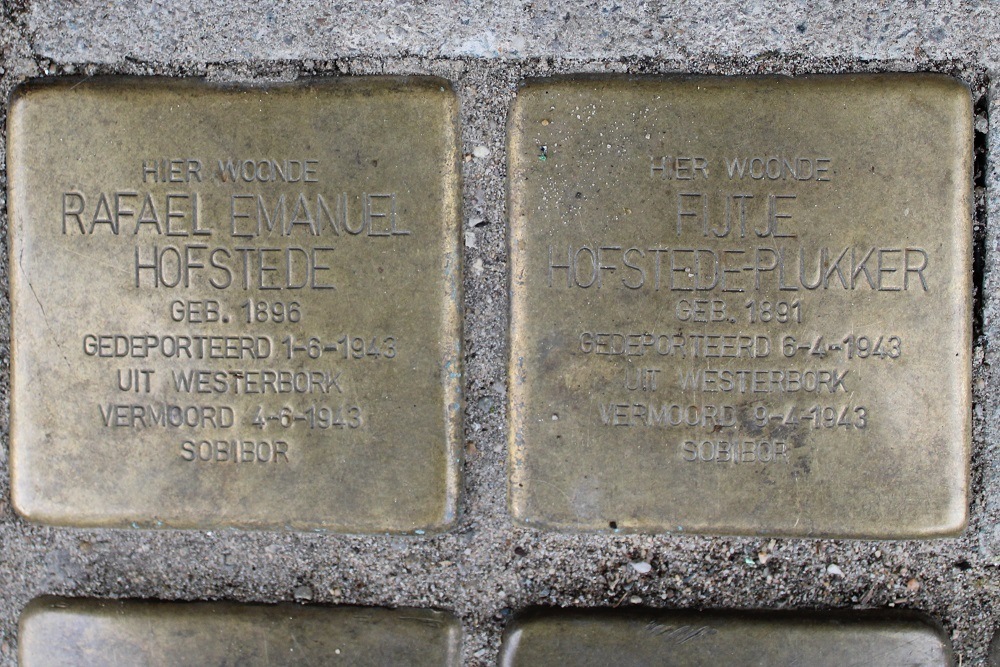 HIER WOONDE
RAFAEL EMANUEL
HOFSTEDE
GEB. 1896
GEDEPORTEERD 1-6-1943
UIT WESTERBORK
VERMOORD 4-6-1943
SOBIBOR
HIER WOONDE
FIJTJE
HOFSTEDE-PLUKKER
GEB. 1891
GEDEPORTEERD 6-4-1943
UIT WESTERBORK
VERMOORD 9-4-1943
SOBIBOR